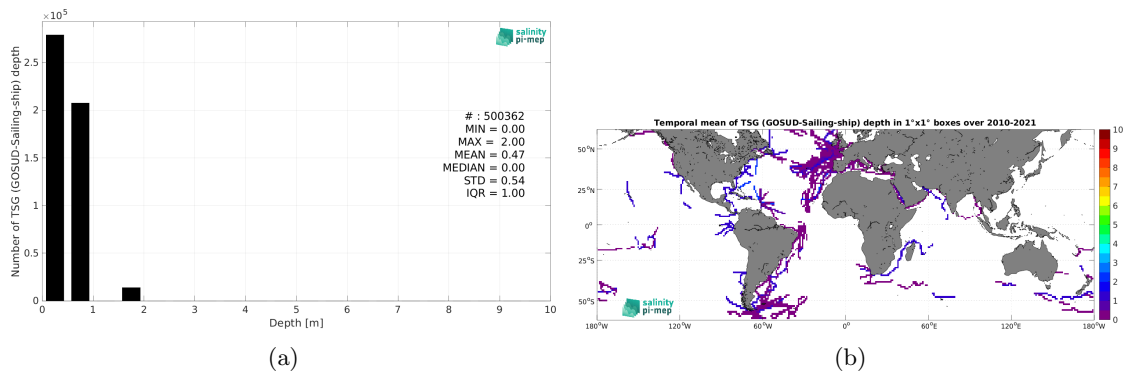 ×10⁵
2.5
2
1.5
1
0.5
0
Number of TSG (GOSUD-Sailing-ship) depth
salinity
pi-mep
# : 500362
MIN = 0.00
MAX = 2.00
MEAN = 0.47
MEDIAN = 0.00
STD = 0.54
IQR = 1.00
0 1 2 3 4 5 6 7 8 9 10
Depth [m]
(a)
Temporal mean of TSG (GOSUD-Sailing-ship) depth in 1°x1° boxes over 2010-2021
50°N
25°N
0°
25°S
50°S
salinity
pi-mep
180°W 120°W 60°W 0° 60°E 120°E 180°W
10
9
8
7
6
5
4
3
2
1
0
(b)